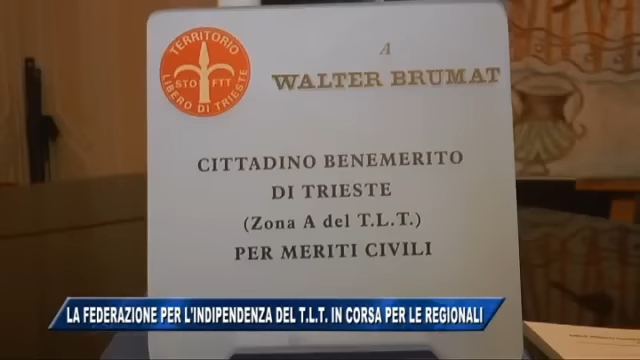 TERRITORIO
STO FTT
LIBERO DI TRIESTE
A
WALTER BRUMAT
CITTADINO BENEMERITO
DI TRIESTE
(Zona A del T.L.T.)
PER MERITI CIVILI
LA FEDERAZIONE PER L'INDIPENDENZA DEL T.L.T. IN CORSA PER LE REGIONALI